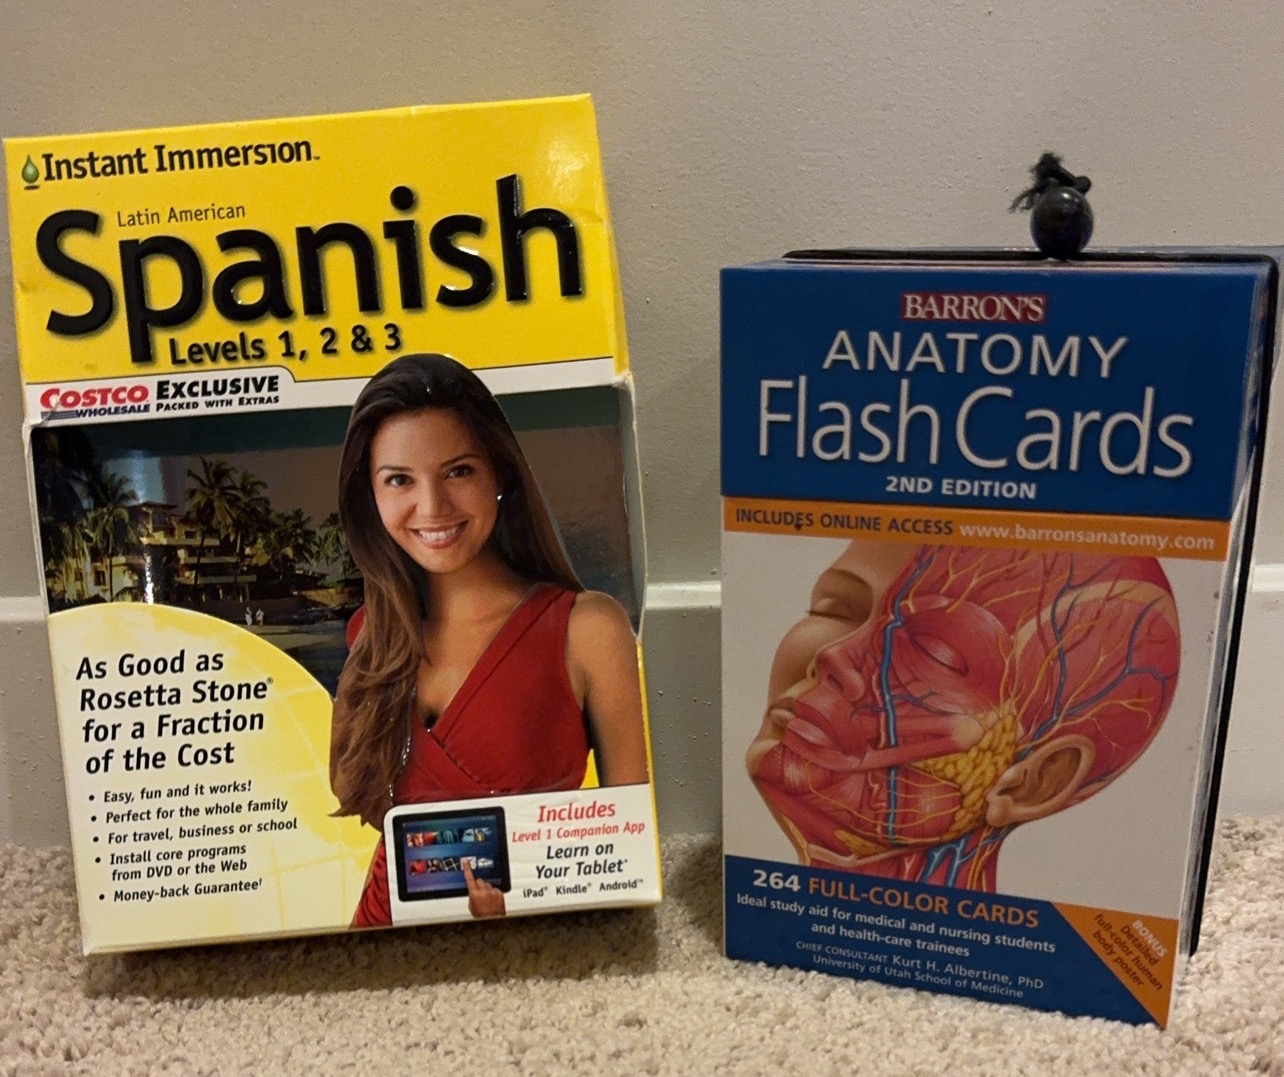 Instant Immersion™
Latin American
Spanish
Levels 1, 2 & 3
COSTCO WHOLESALE
EXCLUSIVE
PACKED WITH EXTRAS
As Good as
Rosetta Stone®
for a Fraction
of the Cost
• Easy, fun and it works!
• Perfect for the whole family
• For travel, business or school
• Install core programs
from DVD or the Web
• Money-back Guarantee†
Includes
Level 1 Companion App
Learn on
Your Tablet*
iPad® Kindle® Android™
BARRON'S
ANATOMY
FlashCards
2ND EDITION
INCLUDES ONLINE ACCESS www.barronsanatomy.com
264 FULL-COLOR CARDS
Ideal study aid for medical and nursing students
and health-care trainees
CHIEF CONSULTANT Kurt H. Albertine, PhD
University of Utah School of Medicine
BONUS
Detailed
full-color human
body poster